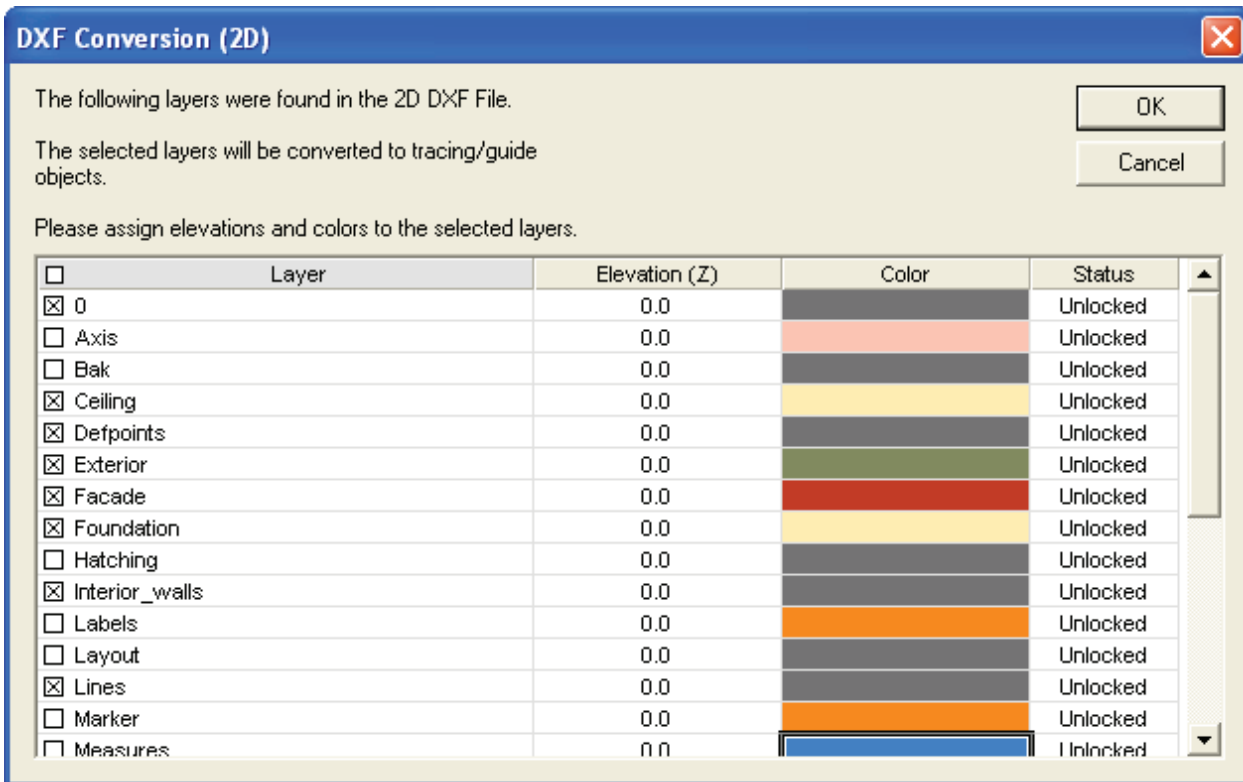 DXF Conversion (2D)
The following layers were found in the 2D DXF File.
OK
The selected layers will be converted to tracing/guide
objects.
Cancel
Please assign elevations and colors to the selected layers.
Layer Elevation (Z) Color Status
0 0.0 Unlocked
Axis 0.0 Unlocked
Bak 0.0 Unlocked
Ceiling 0.0 Unlocked
Defpoints 0.0 Unlocked
Exterior 0.0 Unlocked
Facade 0.0 Unlocked
Foundation 0.0 Unlocked
Hatching 0.0 Unlocked
Interior_walls 0.0 Unlocked
Labels 0.0 Unlocked
Layout 0.0 Unlocked
Lines 0.0 Unlocked
Marker 0.0 Unlocked
Measures 0.0 Unlocked